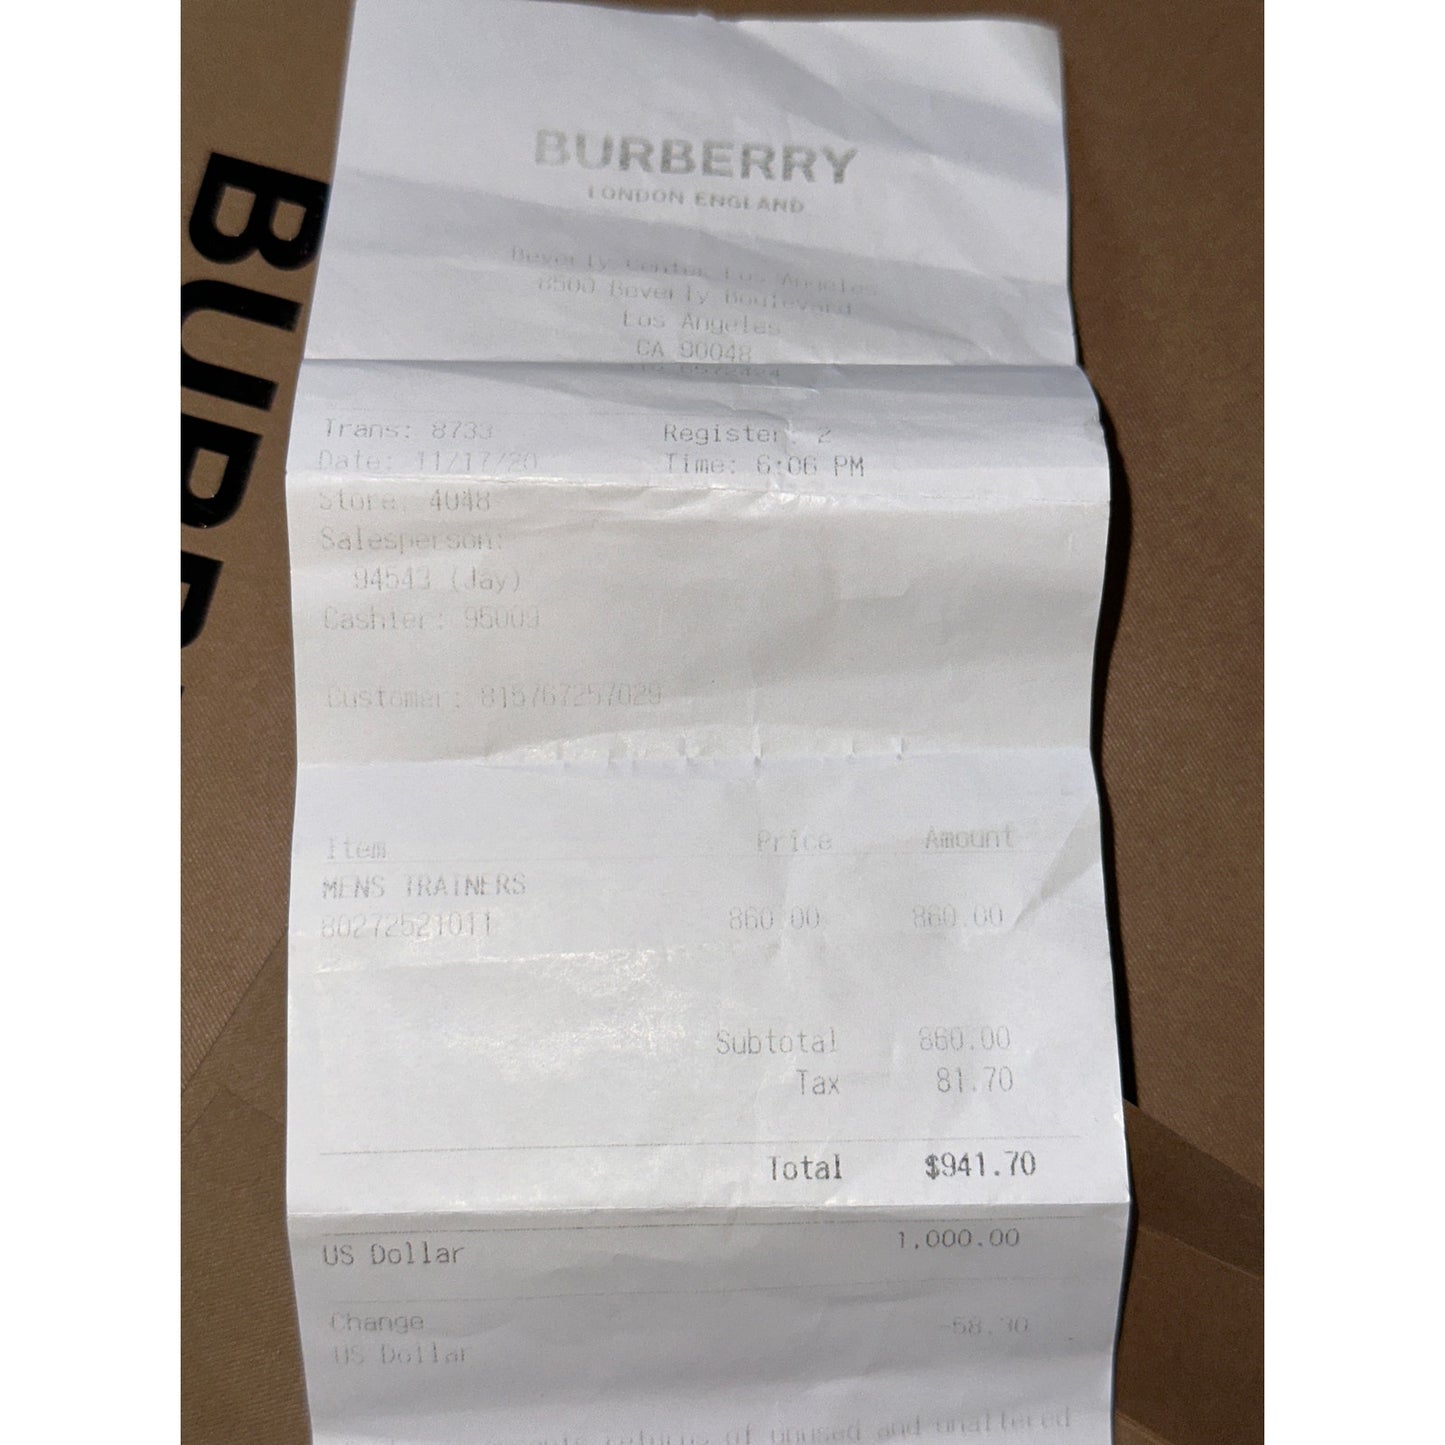 BURBERRY
LONDON ENGLAND
Beverly Center Los Angeles
8500 Beverly Boulevard
Los Angeles
CA 90048
Trans: 8733 Register: 2
Date: 11/17/20 Time: 6:06 PM
Store: 4048
Salesperson:
94543 (Jay)
Cashier: 95009
Customer: 815767257029
Item Price Amount
MENS TRAINERS
80272521011 860.00 860.00
Subtotal 860.00
Tax 81.70
Total $941.70
US Dollar 1,000.00
Change -58.30
US Dollar
returns of unused and unaltered